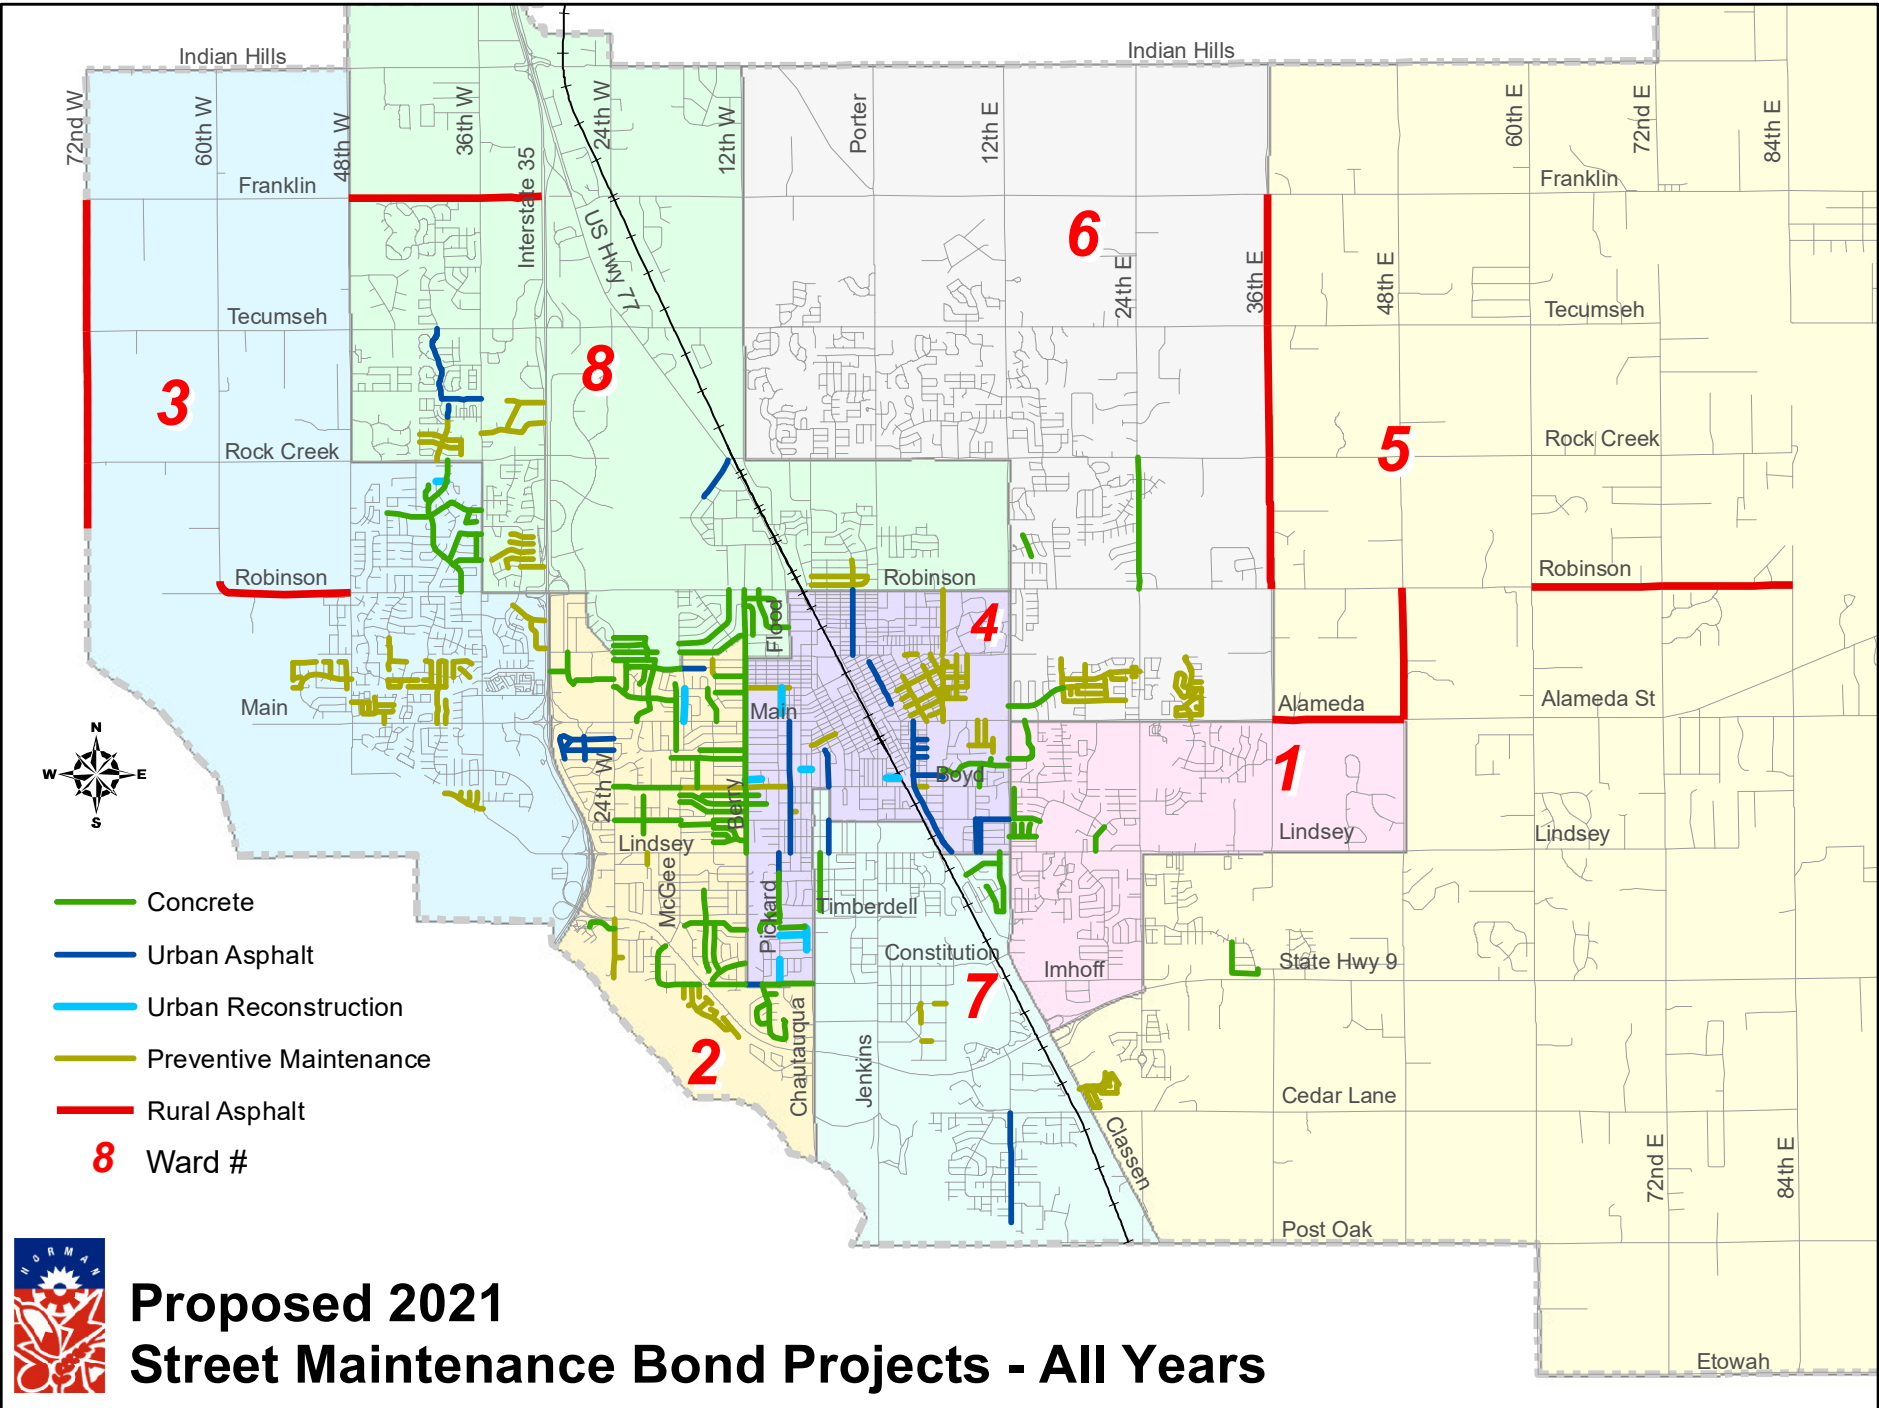 Indian Hills
Indian Hills
72nd W
60th W
48th W
36th W
Interstate 35
24th W
12th W
Porter
12th E
60th E
72nd E
84th E
Franklin
Franklin
US Hwy 77
6
24th E
36th E
48th E
Tecumseh
Tecumseh
3
8
5
Rock Creek
Rock Creek
Robinson
Robinson
Robinson
Flood
4
Main
Main
Alameda
Alameda St
N
W
E
S
24th W
Berry
Boyd
1
Lindsey
Lindsey
Lindsey
McGee
Pickard
Timberdell
Constitution
Imhoff
State Hwy 9
7
2
Chautauqua
Jenkins
Cedar Lane
Classen
72nd E
84th E
Post Oak
Etowah
Concrete
Urban Asphalt
Urban Reconstruction
Preventive Maintenance
Rural Asphalt
8 Ward #
NORMAN
Proposed 2021
Street Maintenance Bond Projects - All Years